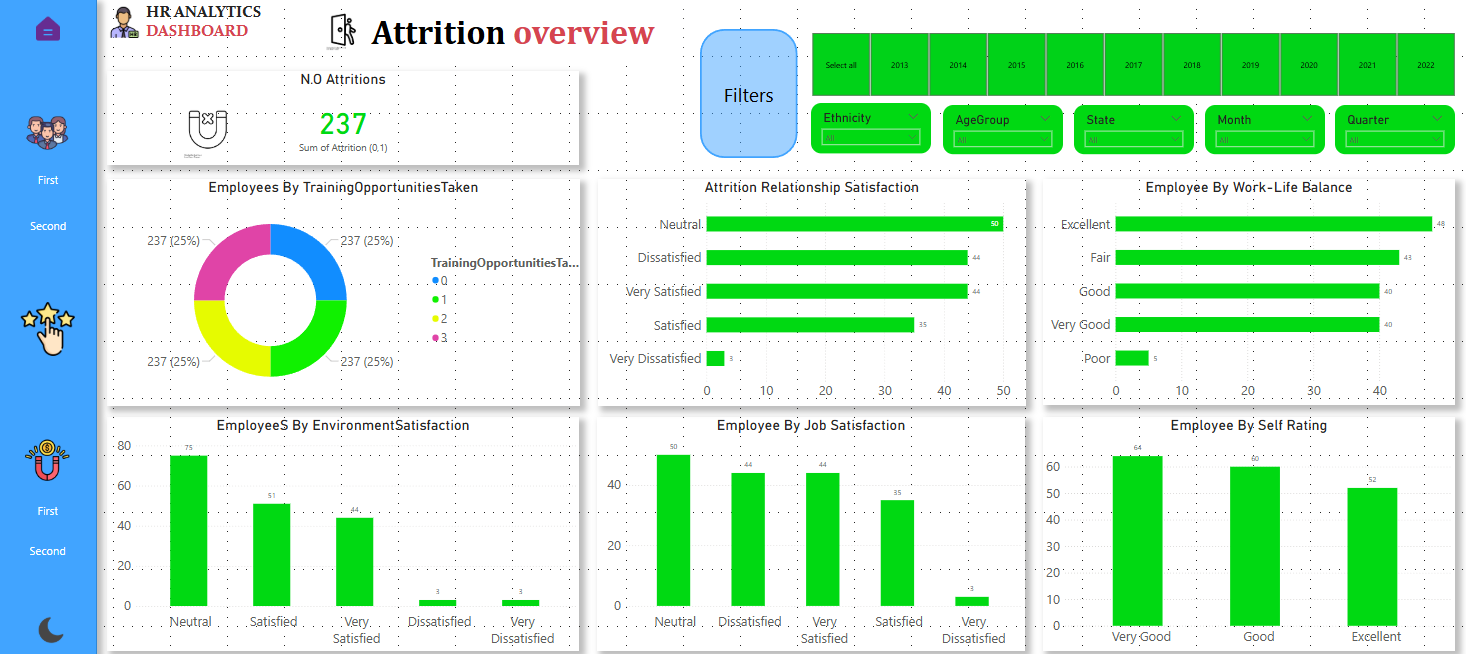 HR ANALYTICS
DASHBOARD
Attrition overview
First
Second
First
Second
Filters
Select all 2013 2014 2015 2016 2017 2018 2019 2020 2021 2022
Ethnicity
All
AgeGroup
All
State
All
Month
All
Quarter
All
N.O Attritions
237
Sum of Attrition (0,1)
Employees By TrainingOpportunitiesTaken
237 (25%)
237 (25%)
237 (25%)
237 (25%)
TrainingOpportunitiesTa...
0
1
2
3
Attrition Relationship Satisfaction
Neutral 50
Dissatisfied 44
Very Satisfied 44
Satisfied 35
Very Dissatisfied 3
0 10 20 30 40 50
Employee By Work-Life Balance
Excellent 48
Fair 43
Good 40
Very Good 40
Poor 5
0 10 20 30 40
EmployeeS By EnvironmentSatisfaction
80
60
40
20
0
75
51
44
3
3
Neutral
Satisfied
Very
Satisfied
Dissatisfied
Very
Dissatisfied
Employee By Job Satisfaction
40
20
0
50
44
44
35
3
Neutral
Dissatisfied
Very
Satisfied
Satisfied
Very
Dissatisfied
Employee By Self Rating
60
50
40
30
20
10
0
64
60
52
Very Good
Good
Excellent